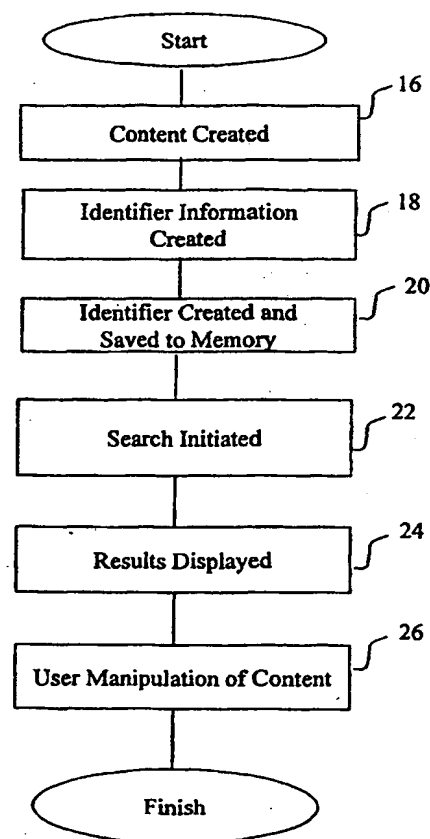 Start
16
Content Created
18
Identifier Information
Created
20
Identifier Created and
Saved to Memory
22
Search Initiated
24
Results Displayed
26
User Manipulation of Content
Finish